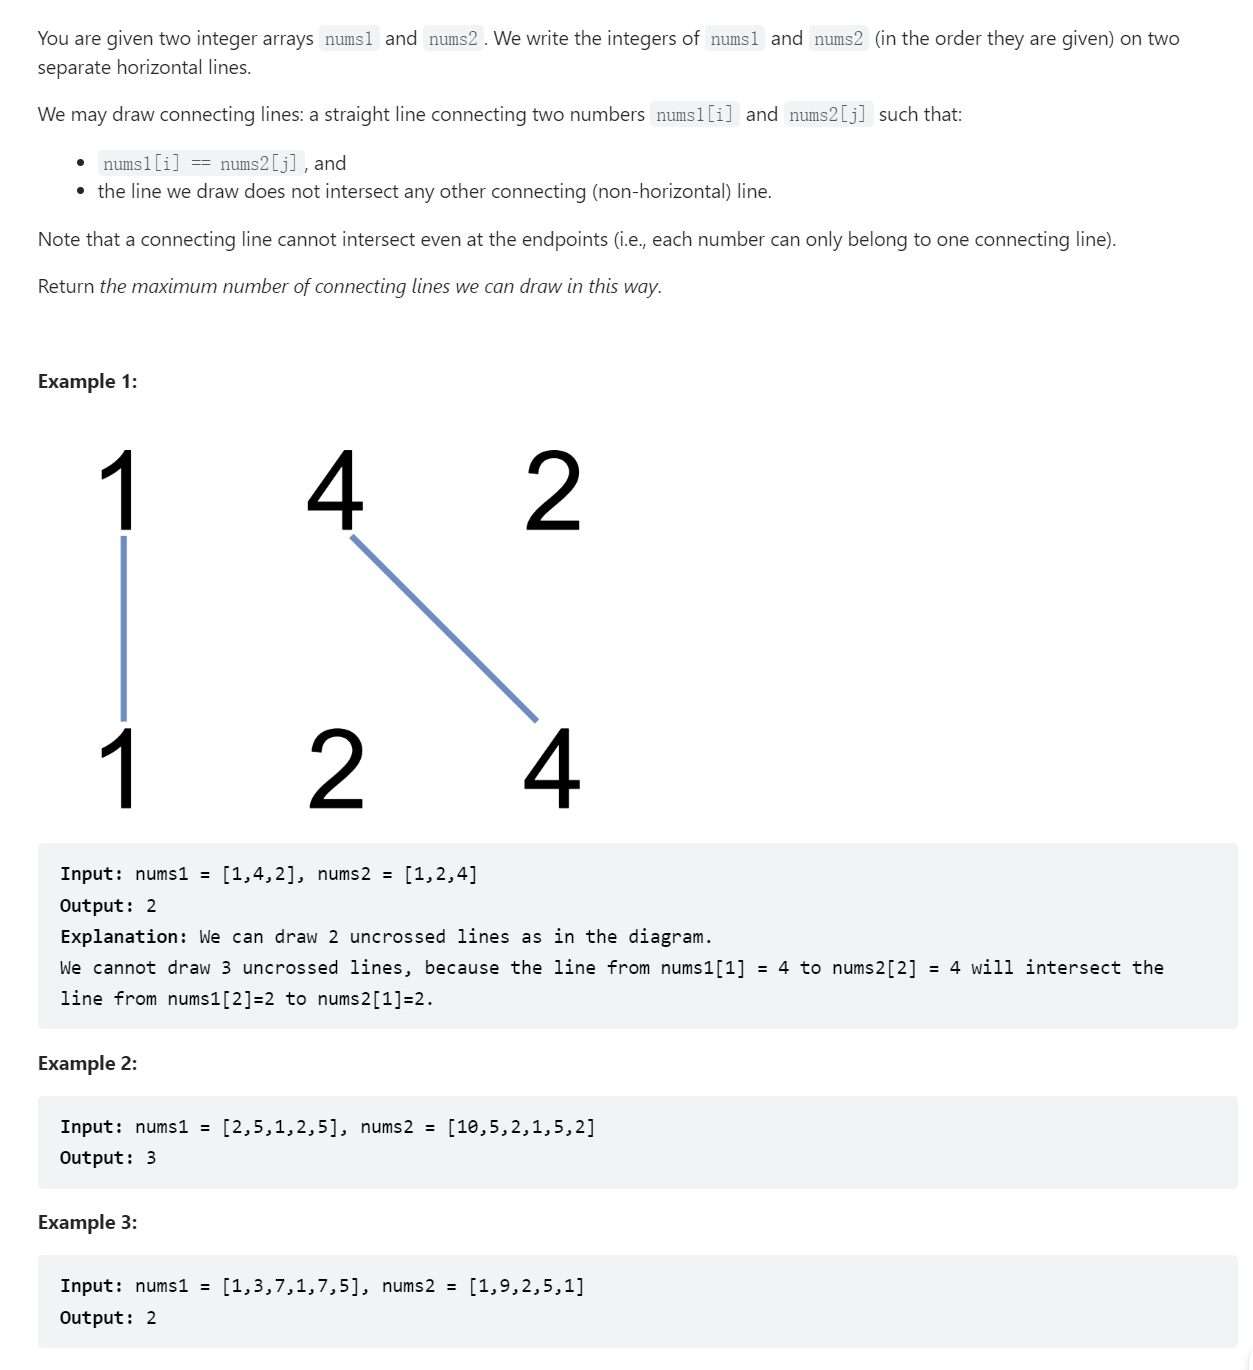 You are given two integer arrays nums1 and nums2 . We write the integers of nums1 and nums2 (in the order they are given) on two
separate horizontal lines.
We may draw connecting lines: a straight line connecting two numbers nums1[i] and nums2[j] such that:
• nums1[i] == nums2[j] , and
• the line we draw does not intersect any other connecting (non-horizontal) line.
Note that a connecting line cannot intersect even at the endpoints (i.e., each number can only belong to one connecting line).
Return the maximum number of connecting lines we can draw in this way.
Example 1:
1 4 2
1 2 4
Input: nums1 = [1,4,2], nums2 = [1,2,4]
Output: 2
Explanation: We can draw 2 uncrossed lines as in the diagram.
We cannot draw 3 uncrossed lines, because the line from nums1[1] = 4 to nums2[2] = 4 will intersect the
line from nums1[2]=2 to nums2[1]=2.
Example 2:
Input: nums1 = [2,5,1,2,5], nums2 = [10,5,2,1,5,2]
Output: 3
Example 3:
Input: nums1 = [1,3,7,1,7,5], nums2 = [1,9,2,5,1]
Output: 2